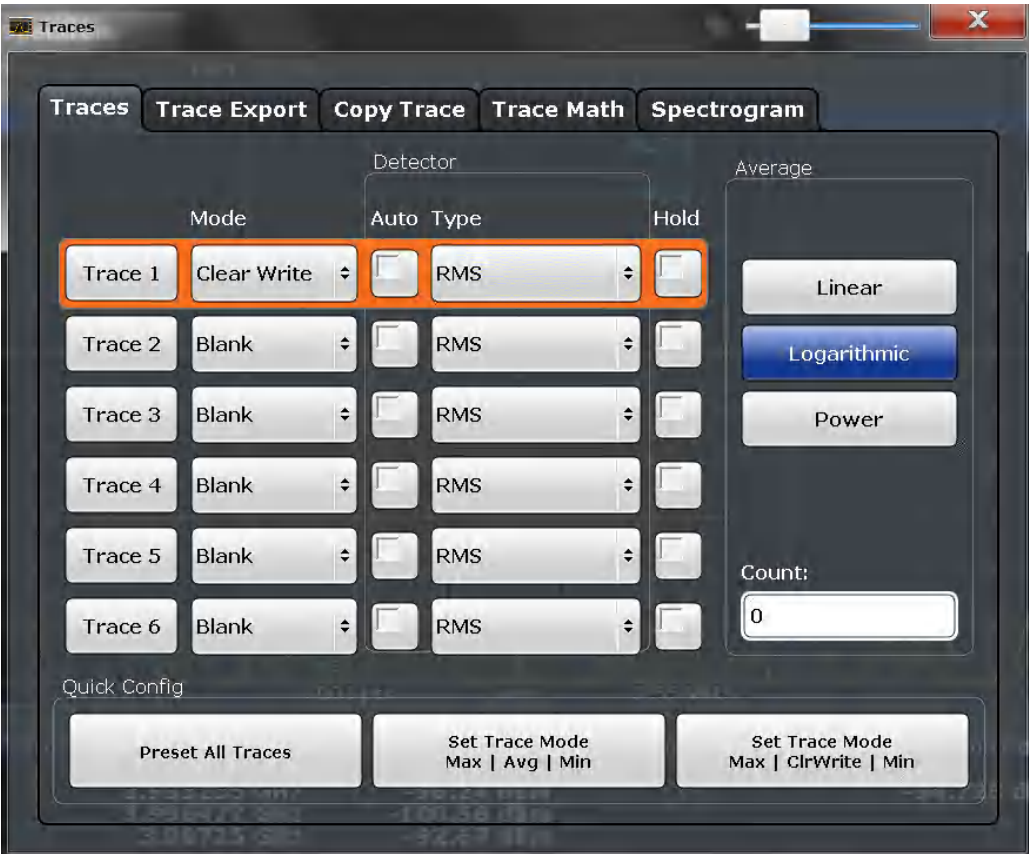 Traces
Traces Trace Export Copy Trace Trace Math Spectrogram
Detector
Average
Mode Auto Type Hold
Trace 1 Clear Write RMS
Linear
Trace 2 Blank RMS
Logarithmic
Trace 3 Blank RMS
Power
Trace 4 Blank RMS
Trace 5 Blank RMS
Count:
0
Trace 6 Blank RMS
Quick Config
Preset All Traces
Set Trace Mode
Max | Avg | Min
Set Trace Mode
Max | ClrWrite | Min